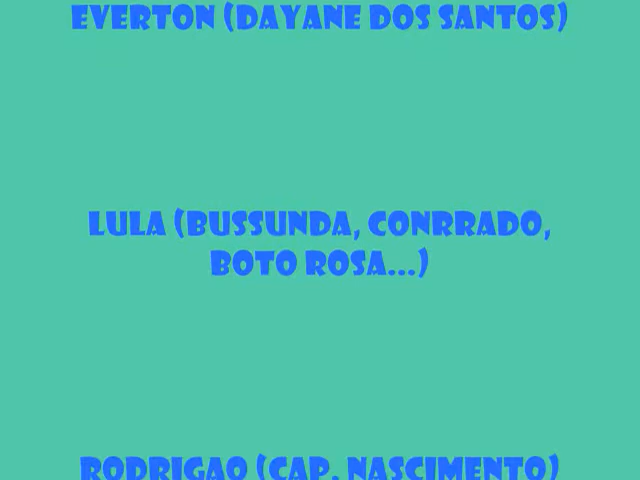 EVERTON (DAYANE DOS SANTOS)
LULA (BUSSUNDA, CONRRADO,
BOTO ROSA...)
RODRIGAO (CAP. NASCIMENTO)